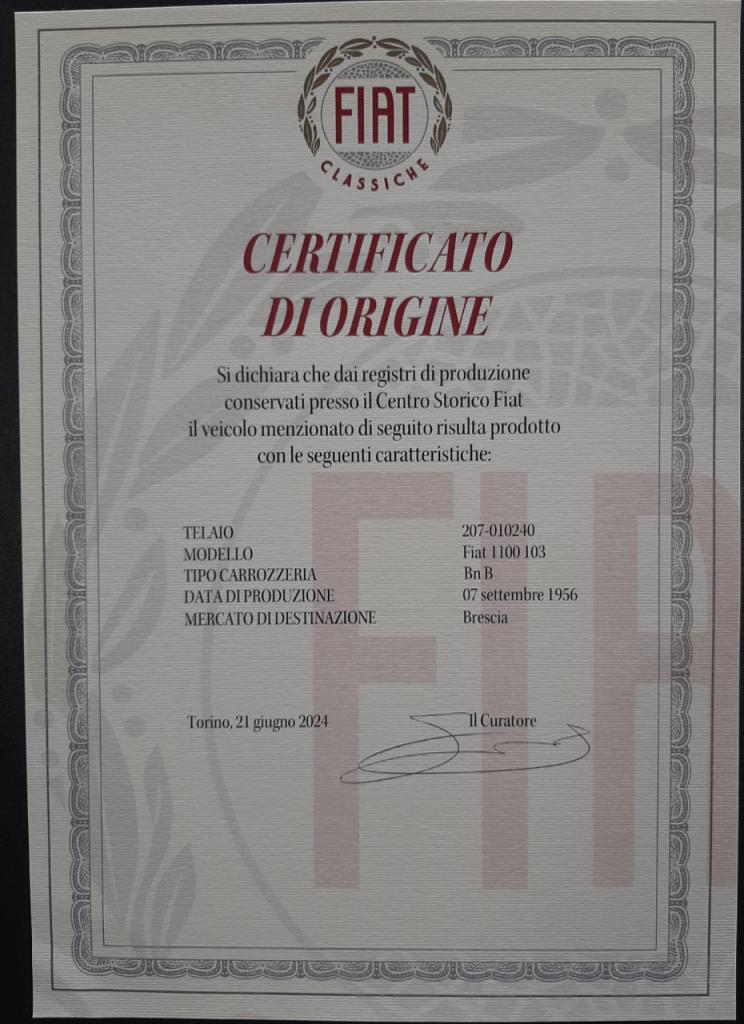 FIAT
CLASSICHE
CERTIFICATO
DI ORIGINE
Si dichiara che dai registri di produzione
conservati presso il Centro Storico Fiat
il veicolo menzionato di seguito risulta prodotto
con le seguenti caratteristiche:
TELAIO 207-010240
MODELLO Fiat 1100 103
TIPO CARROZZERIA Bn B
DATA DI PRODUZIONE 07 settembre 1956
MERCATO DI DESTINAZIONE Brescia
Torino, 21 giugno 2024 Il Curatore